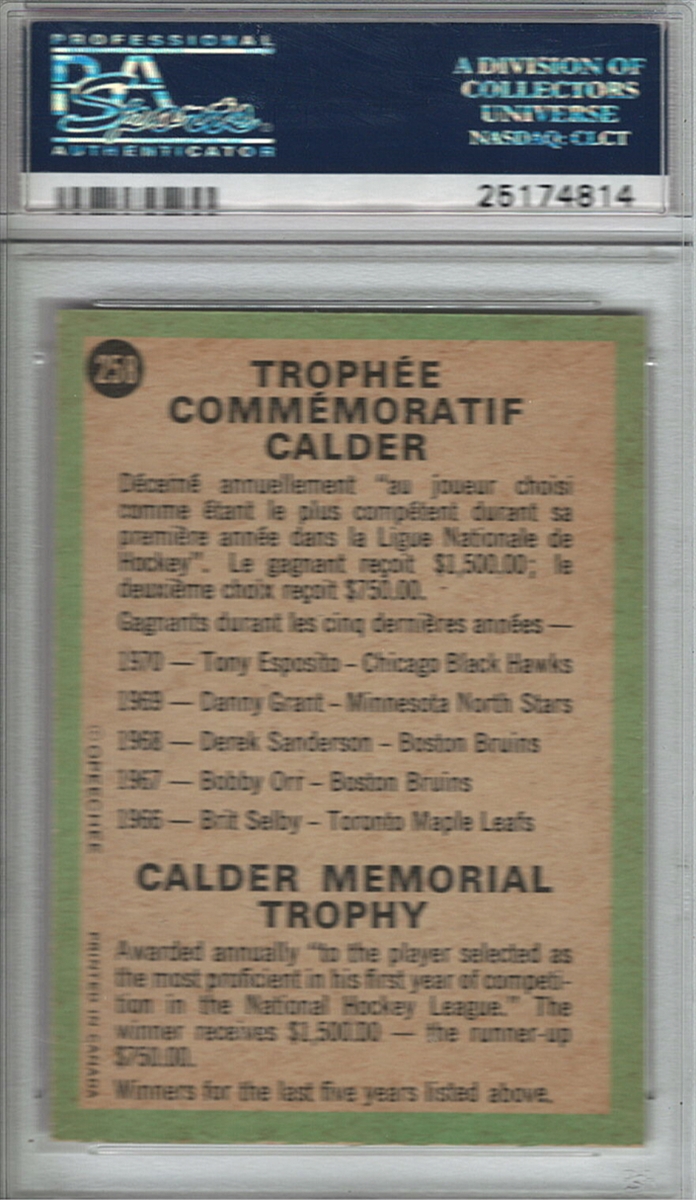 PROFESSIONAL
PSA
Sports
AUTHENTICATOR
A DIVISION OF
COLLECTORS
UNIVERSE
NASDAQ: CLCT
25174814
258
TROPHÉE
COMMÉMORATIF
CALDER
Décerné annuellement "au joueur choisi
comme étant le plus compétent durant sa
première année dans la Ligue Nationale de
Hockey". Le gagnant reçoit $1,500.00; le
deuxième choix reçoit $750.00.
Gagnants durant les cinq dernières années —
1970 — Tony Esposito – Chicago Black Hawks
1969 — Danny Grant – Minnesota North Stars
1968 — Derek Sanderson – Boston Bruins
1967 — Bobby Orr – Boston Bruins
1966 — Brit Selby – Toronto Maple Leafs
CALDER MEMORIAL
TROPHY
Awarded annually "to the player selected as
the most proficient in his first year of competi-
tion in the National Hockey League." The
winner receives $1,500.00 — the runner-up
$750.00.
Winners for the last five years listed above.
© O-PEE-CHEE
PRINTED IN CANADA